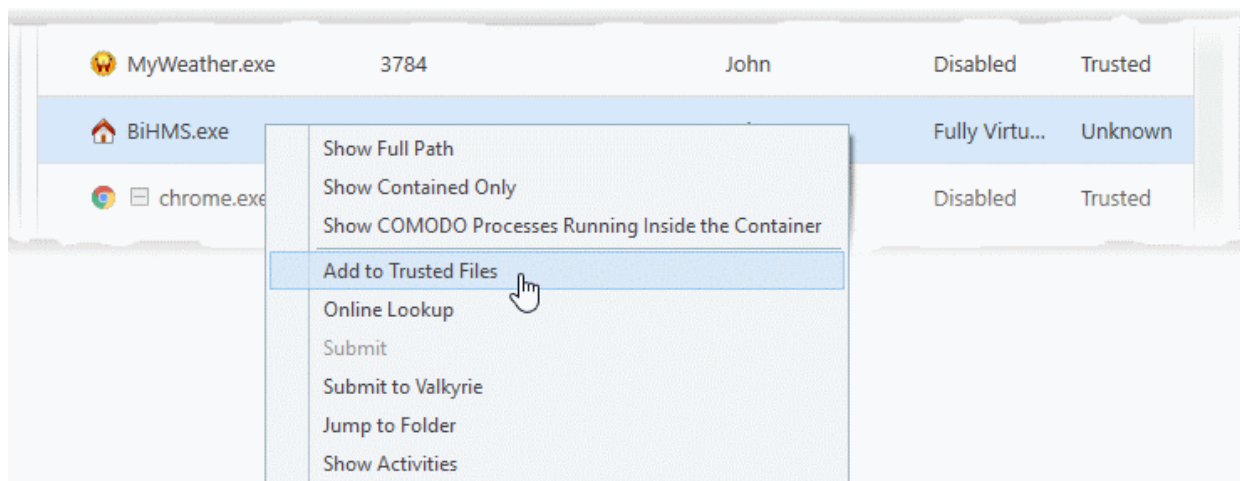 MyWeather.exe 3784 John Disabled Trusted
BiHMS.exe Fully Virtu... Unknown
chrome.exe Disabled Trusted
Show Full Path
Show Contained Only
Show COMODO Processes Running Inside the Container
Add to Trusted Files
Online Lookup
Submit
Submit to Valkyrie
Jump to Folder
Show Activities